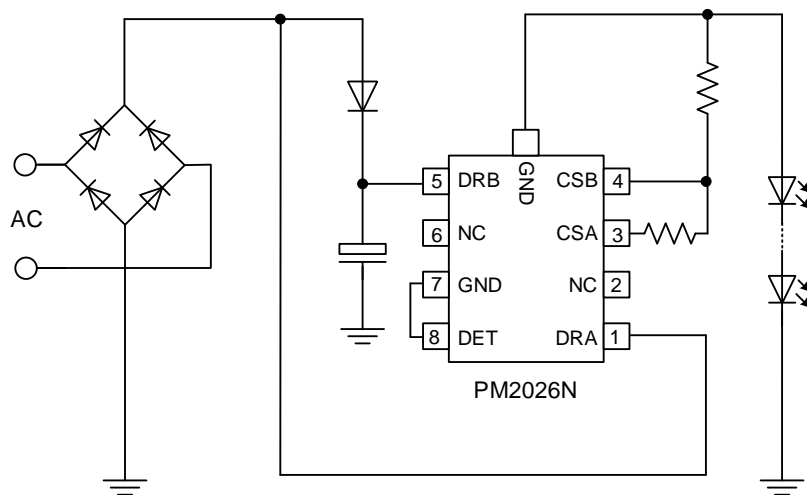 AC
GND
5 DRB CSB 4
6 NC CSA 3
7 GND NC 2
8 DET DRA 1
PM2026N